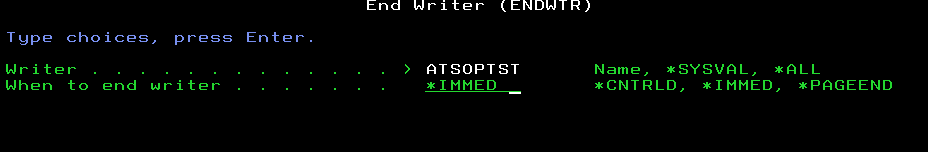 End Writer (ENDWTR)
Type choices, press Enter.
Writer . . . . . . . . . . . . . > ATSOPTST Name, *SYSVAL, *ALL
When to end writer . . . . . . . *IMMED _ *CNTRLD, *IMMED, *PAGEEND